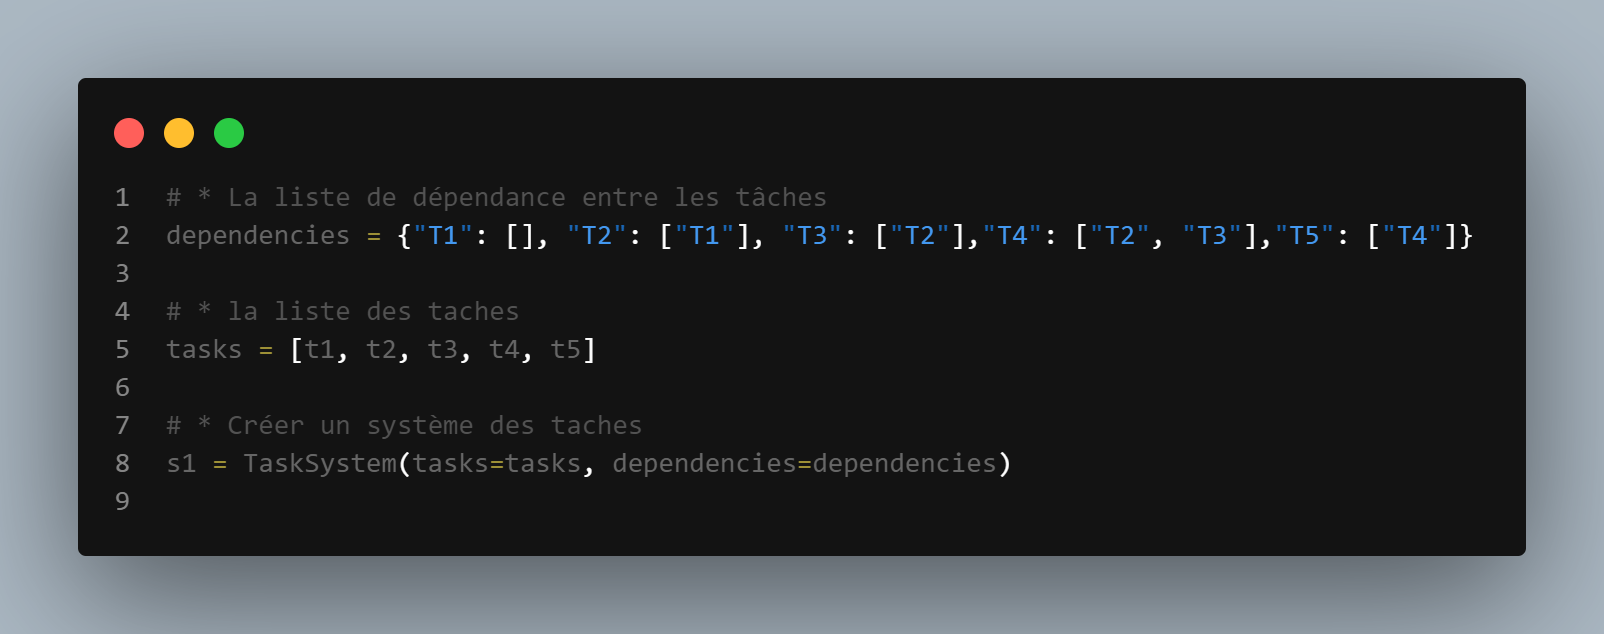 1 # * La liste de dépendance entre les tâches
2 dependencies = {"T1": [], "T2": ["T1"], "T3": ["T2"],"T4": ["T2", "T3"],"T5": ["T4"]}
3
4 # * la liste des taches
5 tasks = [t1, t2, t3, t4, t5]
6
7 # * Créer un système des taches
8 s1 = TaskSystem(tasks=tasks, dependencies=dependencies)
9